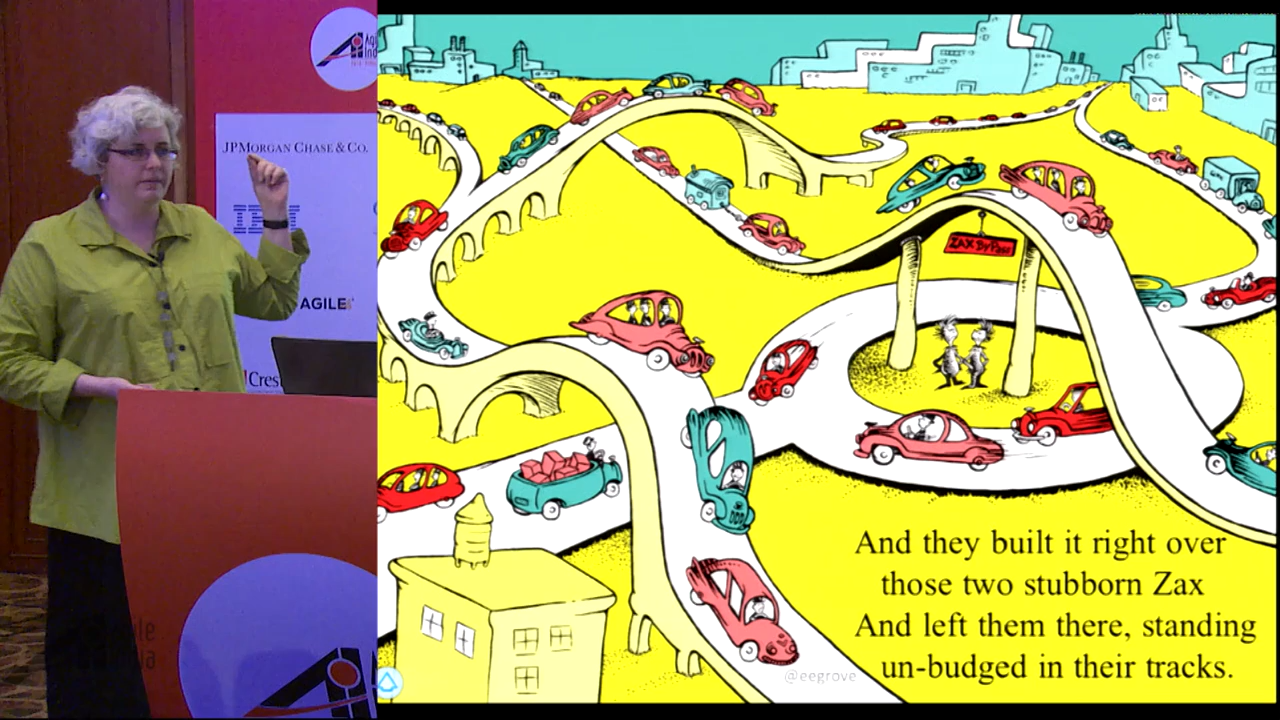 JPMORGAN CHASE & CO.
IBM
AGILE
ZAX ByPass
And they built it right over
those two stubborn Zax
And left them there, standing
un-budged in their tracks.
@eegrove